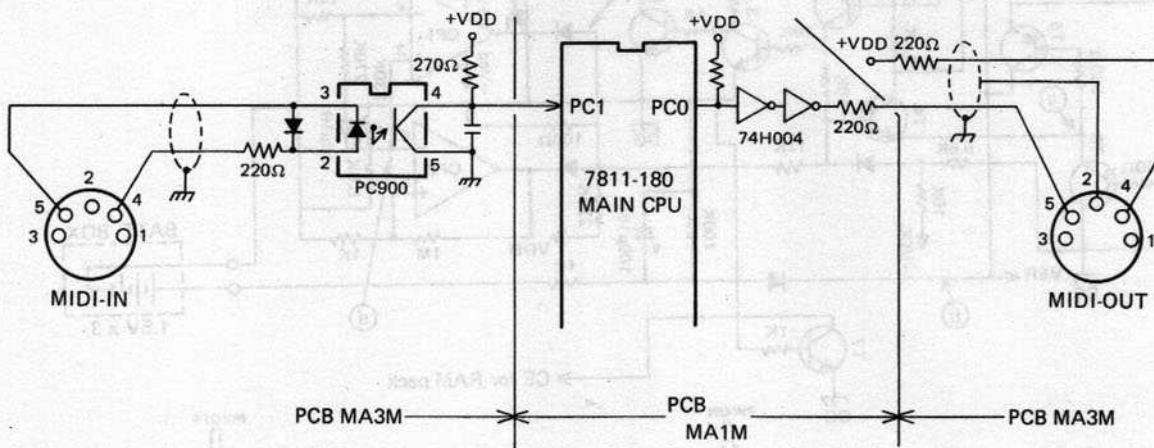 +VDD
270Ω
3
4
2
5
PC900
220Ω
2
5
4
3
1
MIDI-IN
+VDD
PC1
PC0
7811-180
MAIN CPU
74H004
220Ω
+VDD 220Ω
2
5
4
3
1
MIDI-OUT
CE for RAM pack
1.5V x 3
PCB MA3M
PCB
MA1M
PCB MA3M